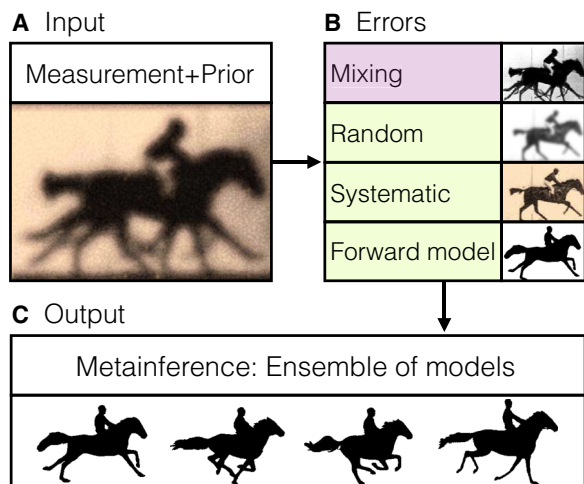 A Input
Measurement+Prior
B Errors
Mixing
Random
Systematic
Forward model
C Output
Metainference: Ensemble of models